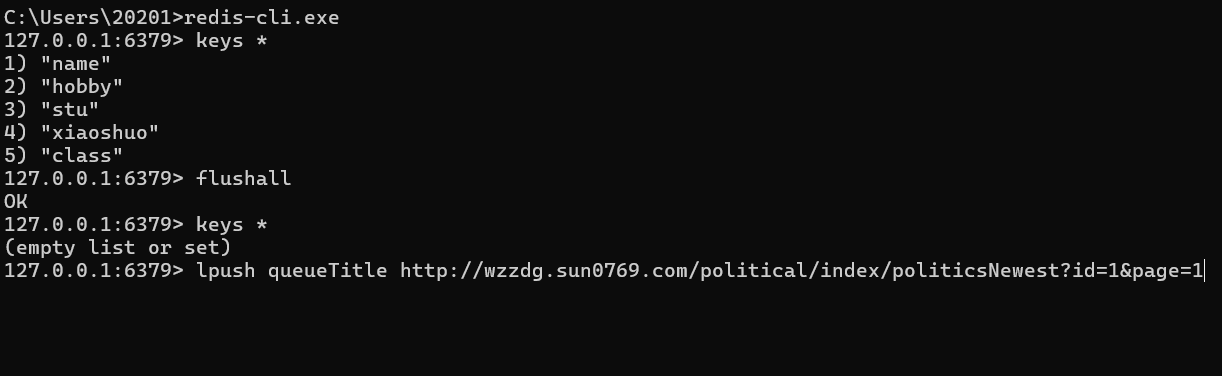 C:\Users\20201>redis-cli.exe
127.0.0.1:6379> keys *
1) "name"
2) "hobby"
3) "stu"
4) "xiaoshuo"
5) "class"
127.0.0.1:6379> flushall
OK
127.0.0.1:6379> keys *
(empty list or set)
127.0.0.1:6379> lpush queueTitle http://wzzdg.sun0769.com/political/index/politicsNewest?id=1&page=1